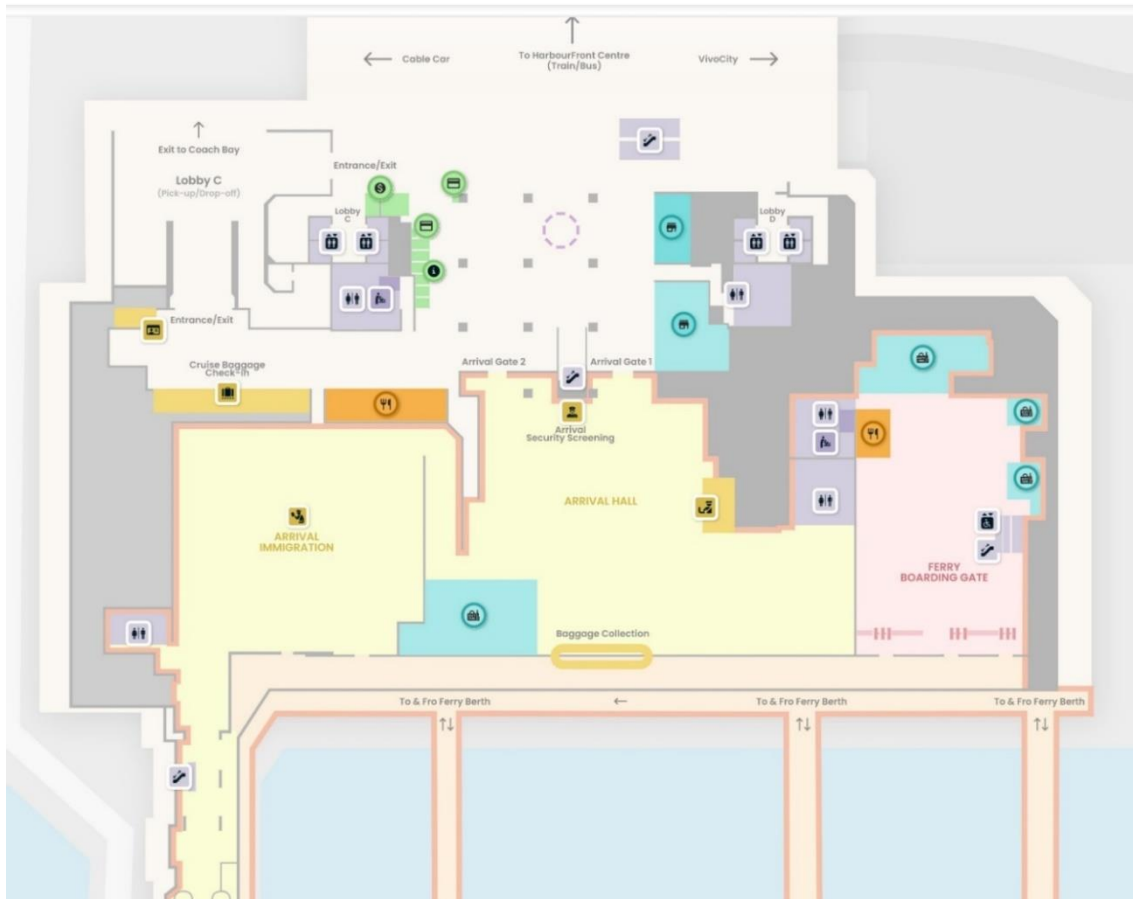 Cable Car
To HarbourFront Centre
(Train/Bus)
VivoCity
Exit to Coach Bay
Lobby C
(Pick-up/Drop-off)
Entrance/Exit
Lobby
C
Lobby
D
Entrance/Exit
Cruise Baggage
Check-In
Arrival Gate 2
Arrival Gate 1
Arrival
Security Screening
ARRIVAL HALL
ARRIVAL
IMMIGRATION
FERRY
BOARDING GATE
Baggage Collection
To & Fro Ferry Berth
To & Fro Ferry Berth
To & Fro Ferry Berth